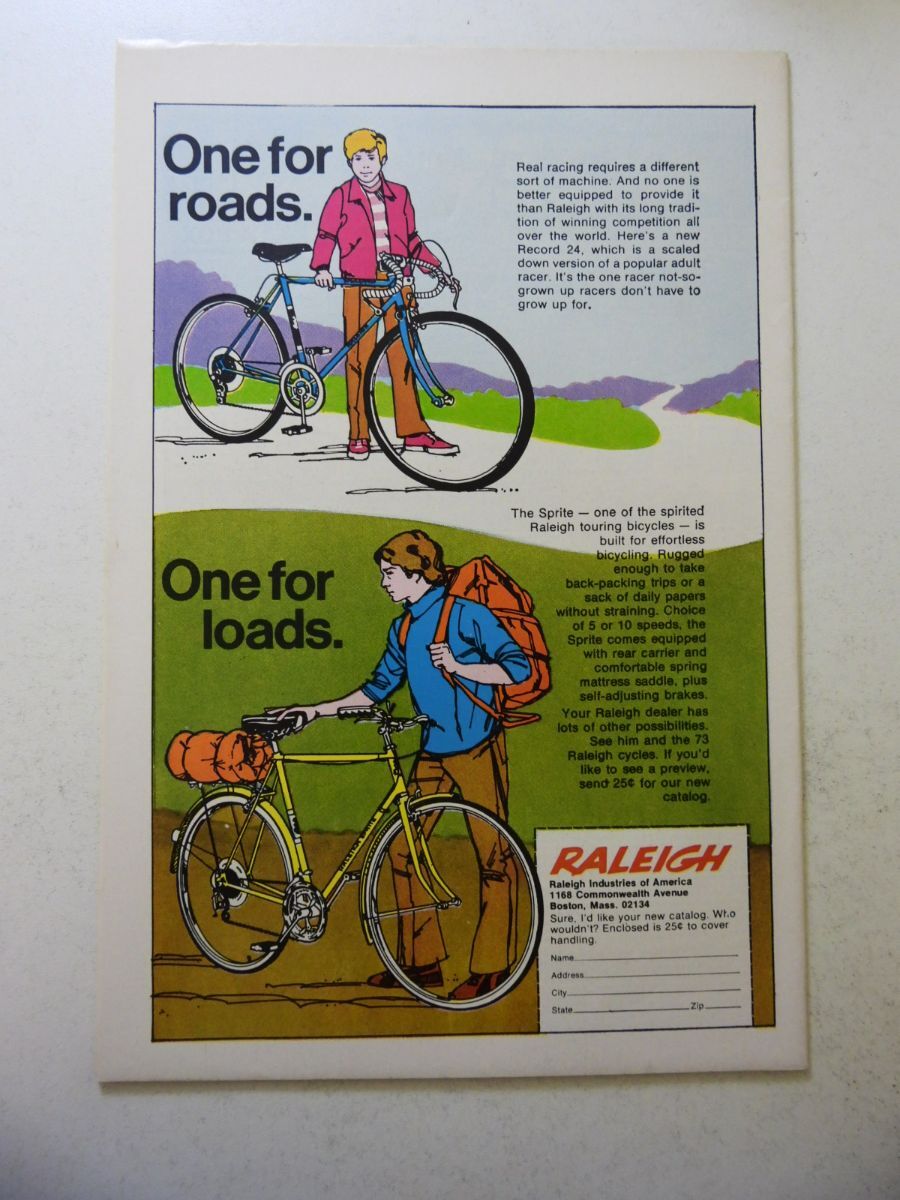 One for
roads.
Real racing requires a different
sort of machine. And no one is
better equipped to provide it
than Raleigh with its long tradi-
tion of winning competition all
over the world. Here's a new
Record 24, which is a scaled
down version of a popular adult
racer. It's the one racer not-so-
grown up racers don't have to
grow up for.
The Sprite — one of the spirited
Raleigh touring bicycles — is
built for effortless
bicycling. Rugged
enough to take
back-packing trips or a
sack of daily papers
without straining. Choice
of 5 or 10 speeds, the
Sprite comes equipped
with rear carrier and
comfortable spring
mattress saddle, plus
self-adjusting brakes.
Your Raleigh dealer has
lots of other possibilities.
See him and the 73
Raleigh cycles. If you'd
like to see a preview,
send 25¢ for our new
catalog.
One for
loads.
RALEIGH SPRITE
RALEIGH
Raleigh Industries of America
1168 Commonwealth Avenue
Boston, Mass. 02134
Sure, I'd like your new catalog. Who
wouldn't? Enclosed is 25¢ to cover
handling.
Name
Address
City
State Zip